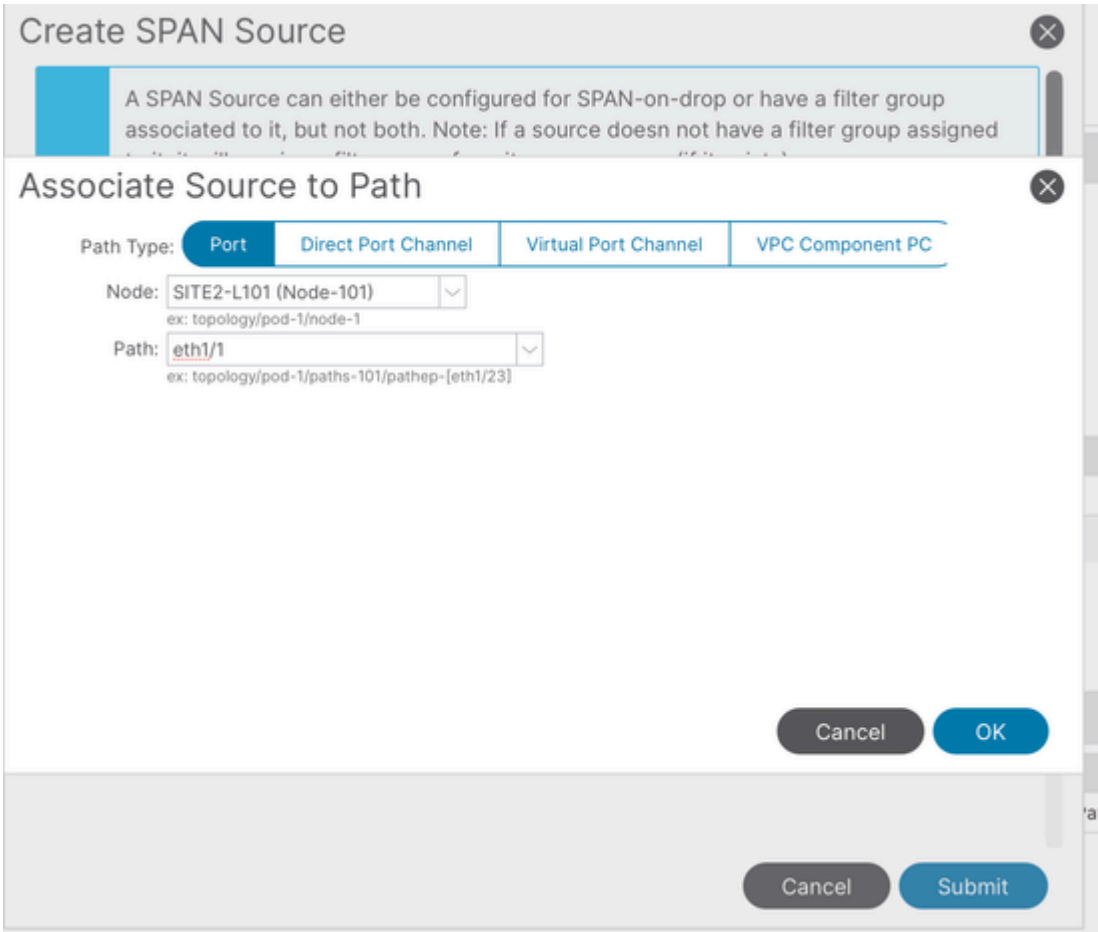 Create SPAN Source
A SPAN Source can either be configured for SPAN-on-drop or have a filter group
associated to it, but not both. Note: If a source doesn not have a filter group assigned
Associate Source to Path
Path Type: Port Direct Port Channel Virtual Port Channel VPC Component PC
Node: SITE2-L101 (Node-101)
ex: topology/pod-1/node-1
Path: eth1/1
ex: topology/pod-1/paths-101/pathep-[eth1/23]
Cancel OK
Cancel Submit